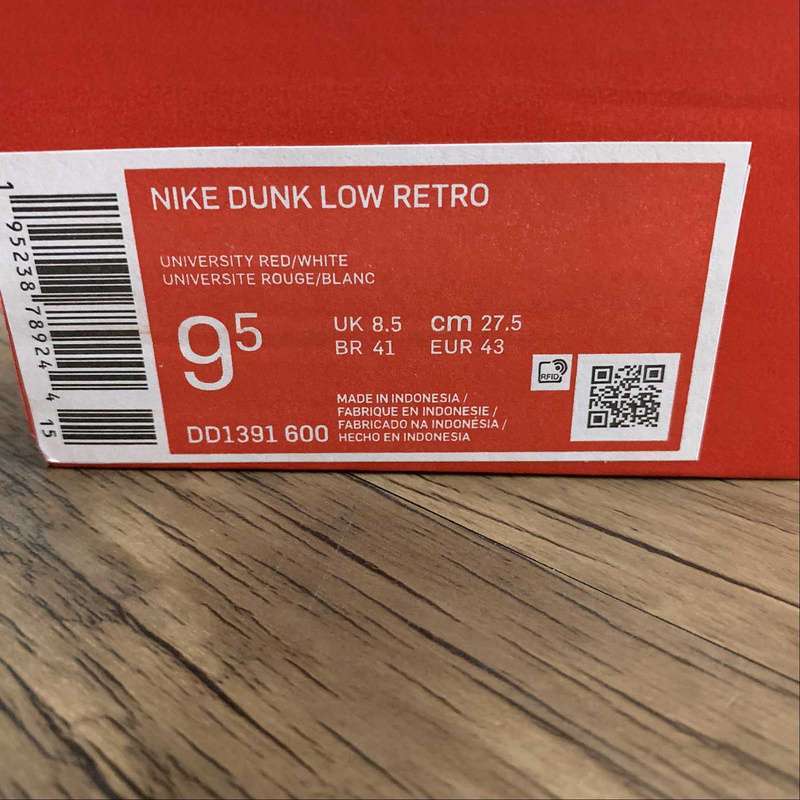 NIKE DUNK LOW RETRO
UNIVERSITY RED/WHITE
UNIVERSITE ROUGE/BLANC
9⁵
UK 8.5 cm 27.5
BR 41 EUR 43
RFID
MADE IN INDONESIA /
FABRIQUE EN INDONESIE /
FABRICADO NA INDONÉSIA /
HECHO EN INDONESIA
DD1391 600
1 95238 78924 4 15